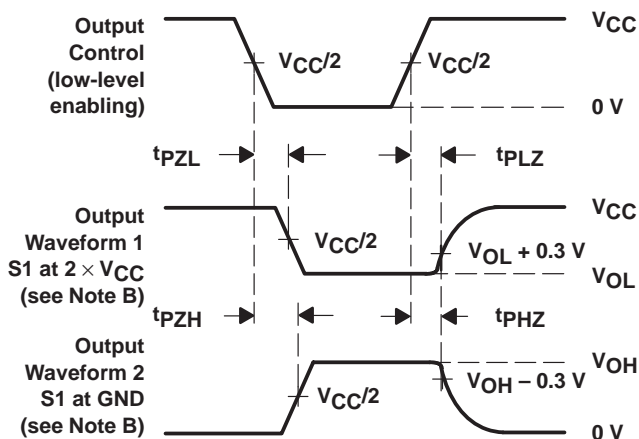 Output
Control
(low-level
enabling)
VCC/2
VCC/2
VCC
0 V
tPZL
tPLZ
Output
Waveform 1
S1 at 2 × VCC
(see Note B)
VCC/2
VCC
VOL + 0.3 V
VOL
tPZH
tPHZ
Output
Waveform 2
S1 at GND
(see Note B)
VCC/2
VOH
VOH − 0.3 V
0 V